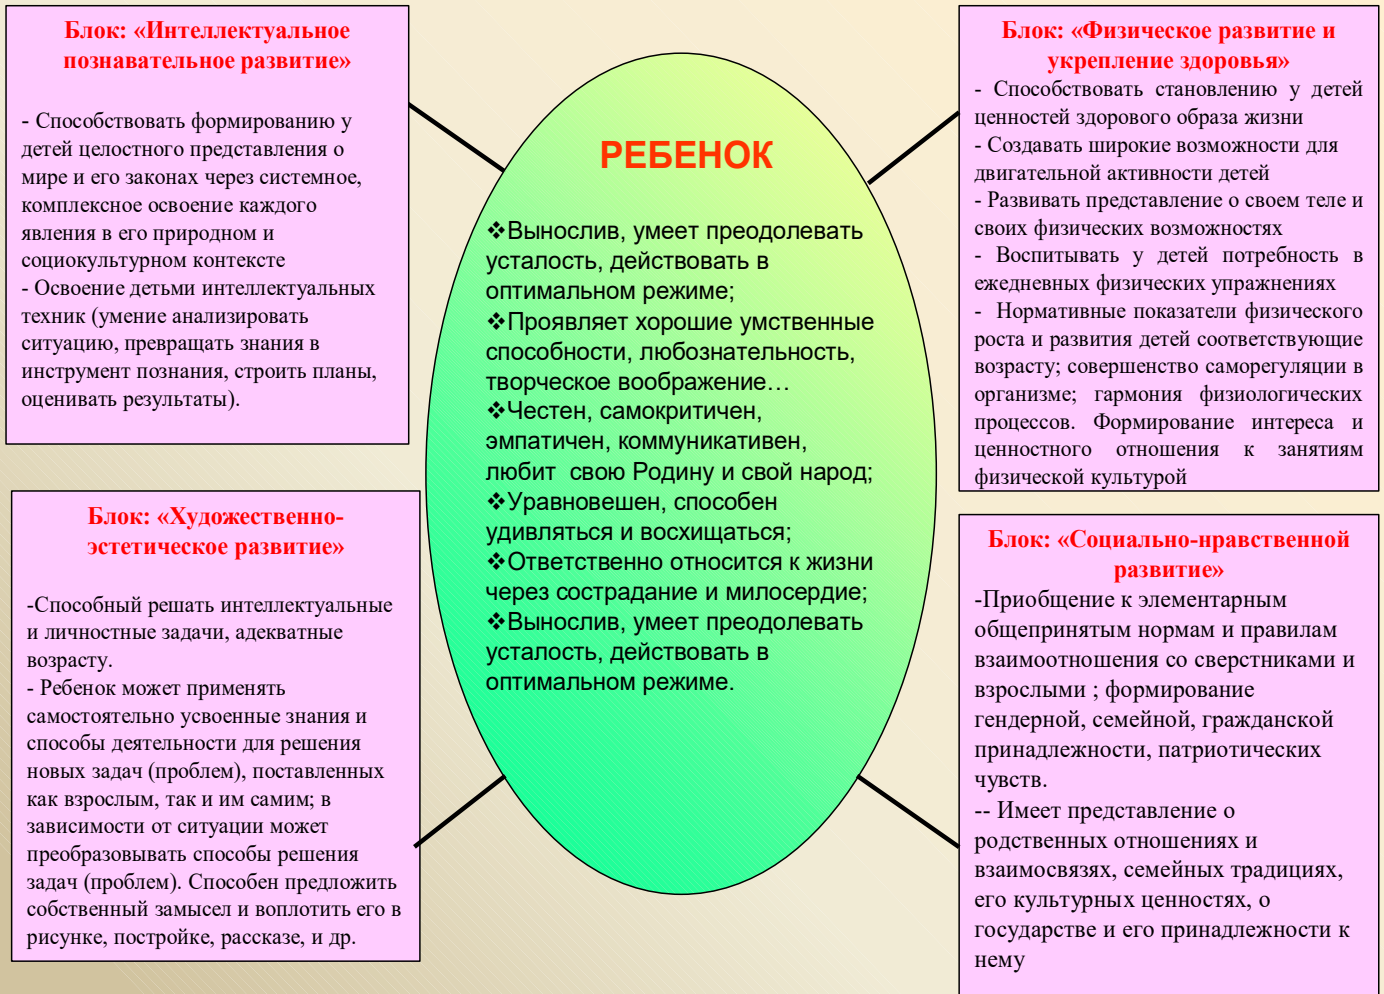 Блок: «Интеллектуальное
познавательное развитие»
- Способствовать формированию у
детей целостного представления о
мире и его законах через системное,
комплексное освоение каждого
явления в его природном и
социокультурном контексте
- Освоение детьми интеллектуальных
техник (умение анализировать
ситуацию, превращать знания в
инструмент познания, строить планы,
оценивать результаты).
Блок: «Художественно-
эстетическое развитие»
-Способный решать интеллектуальные
и личностные задачи, адекватные
возрасту.
- Ребенок может применять
самостоятельно усвоенные знания и
способы деятельности для решения
новых задач (проблем), поставленных
как взрослым, так и им самим; в
зависимости от ситуации может
преобразовывать способы решения
задач (проблем). Способен предложить
собственный замысел и воплотить его в
рисунке, постройке, рассказе, и др.
РЕБЕНОК
❖Вынослив, умеет преодолевать
усталость, действовать в
оптимальном режиме;
❖Проявляет хорошие умственные
способности, любознательность,
творческое воображение…
❖Честен, самокритичен,
эмпатичен, коммуникативен,
любит  свою Родину и свой народ;
❖Уравновешен, способен
удивляться и восхищаться;
❖Ответственно относится к жизни
через сострадание и милосердие;
❖Вынослив, умеет преодолевать
усталость, действовать в
оптимальном режиме.
Блок: «Физическое развитие и
укрепление здоровья»
- Способствовать становлению у детей
ценностей здорового образа жизни
- Создавать широкие возможности для
двигательной активности детей
- Развивать представление о своем теле и
своих физических возможностях
- Воспитывать у детей потребность в
ежедневных физических упражнениях
- Нормативные показатели физического
роста и развития детей соответствующие
возрасту; совершенство саморегуляции в
организме; гармония физиологических
процессов. Формирование интереса и
ценностного отношения к занятиям
физической культурой
Блок: «Социально-нравственной
развитие»
-Приобщение к элементарным
общепринятым нормам и правилам
взаимоотношения со сверстниками и
взрослыми ; формирование
гендерной, семейной, гражданской
принадлежности, патриотических
чувств.
-- Имеет представление о
родственных отношениях и
взаимосвязях, семейных традициях,
его культурных ценностях, о
государстве и его принадлежности к
нему